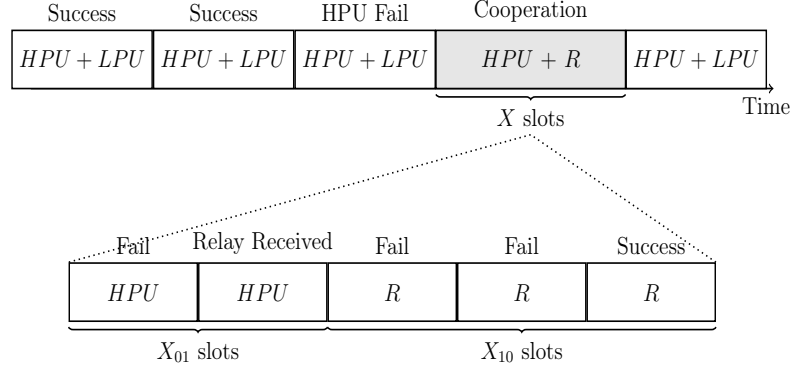 Success Success HPU Fail Cooperation
HPU + LPU HPU + LPU HPU + LPU HPU + R HPU + LPU
Time
X slots
Fail Relay Received Fail Fail Success
HPU HPU R R R
X₀₁ slots X₁₀ slots